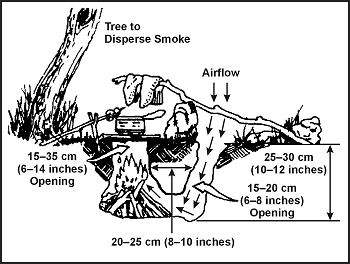 Tree to
Disperse Smoke
Airflow
15–35 cm
(6–14 inches)
Opening
25–30 cm
(10–12 inches)
15–20 cm
(6–8 inches)
Opening
20–25 cm (8–10 inches)